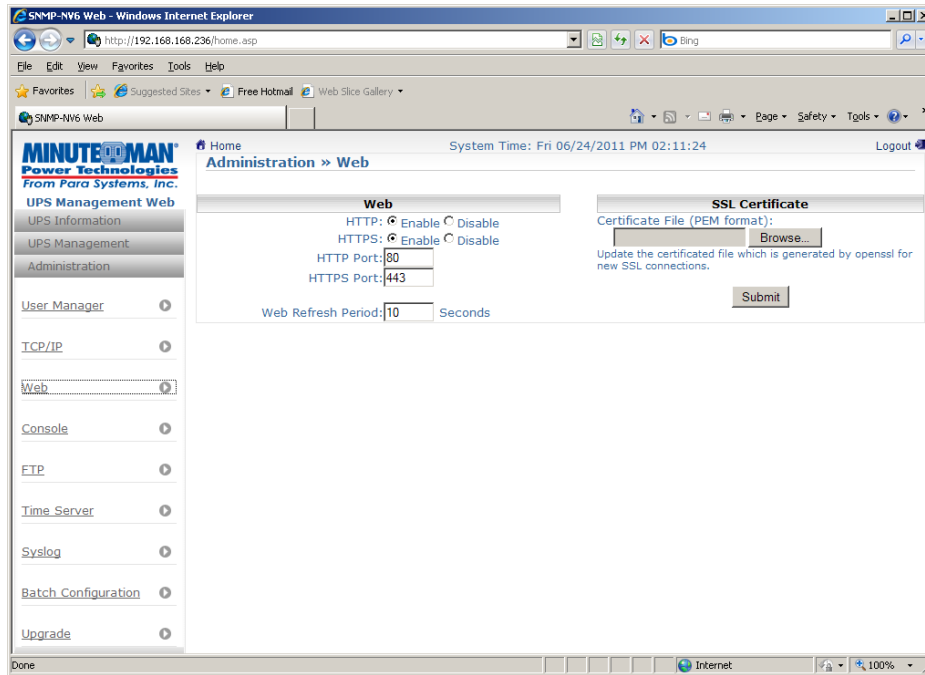 SNMP-NV6 Web - Windows Internet Explorer
http://192.168.168.236/home.asp
Bing
File Edit View Favorites Tools Help
Favorites Suggested Sites Free Hotmail Web Slice Gallery
SNMP-NV6 Web
Page Safety Tools
MINUTEMAN
Power Technologies
From Para Systems, Inc.
UPS Management Web
UPS Information
UPS Management
Administration
User Manager
TCP/IP
Web
Console
FTP
Time Server
Syslog
Batch Configuration
Upgrade
Home System Time: Fri 06/24/2011 PM 02:11:24 Logout
Administration » Web
Web
HTTP: Enable Disable
HTTPS: Enable Disable
HTTP Port: 80
HTTPS Port: 443
Web Refresh Period: 10 Seconds
SSL Certificate
Certificate File (PEM format):
Browse...
Update the certificated file which is generated by openssl for
new SSL connections.
Submit
Done Internet 100%